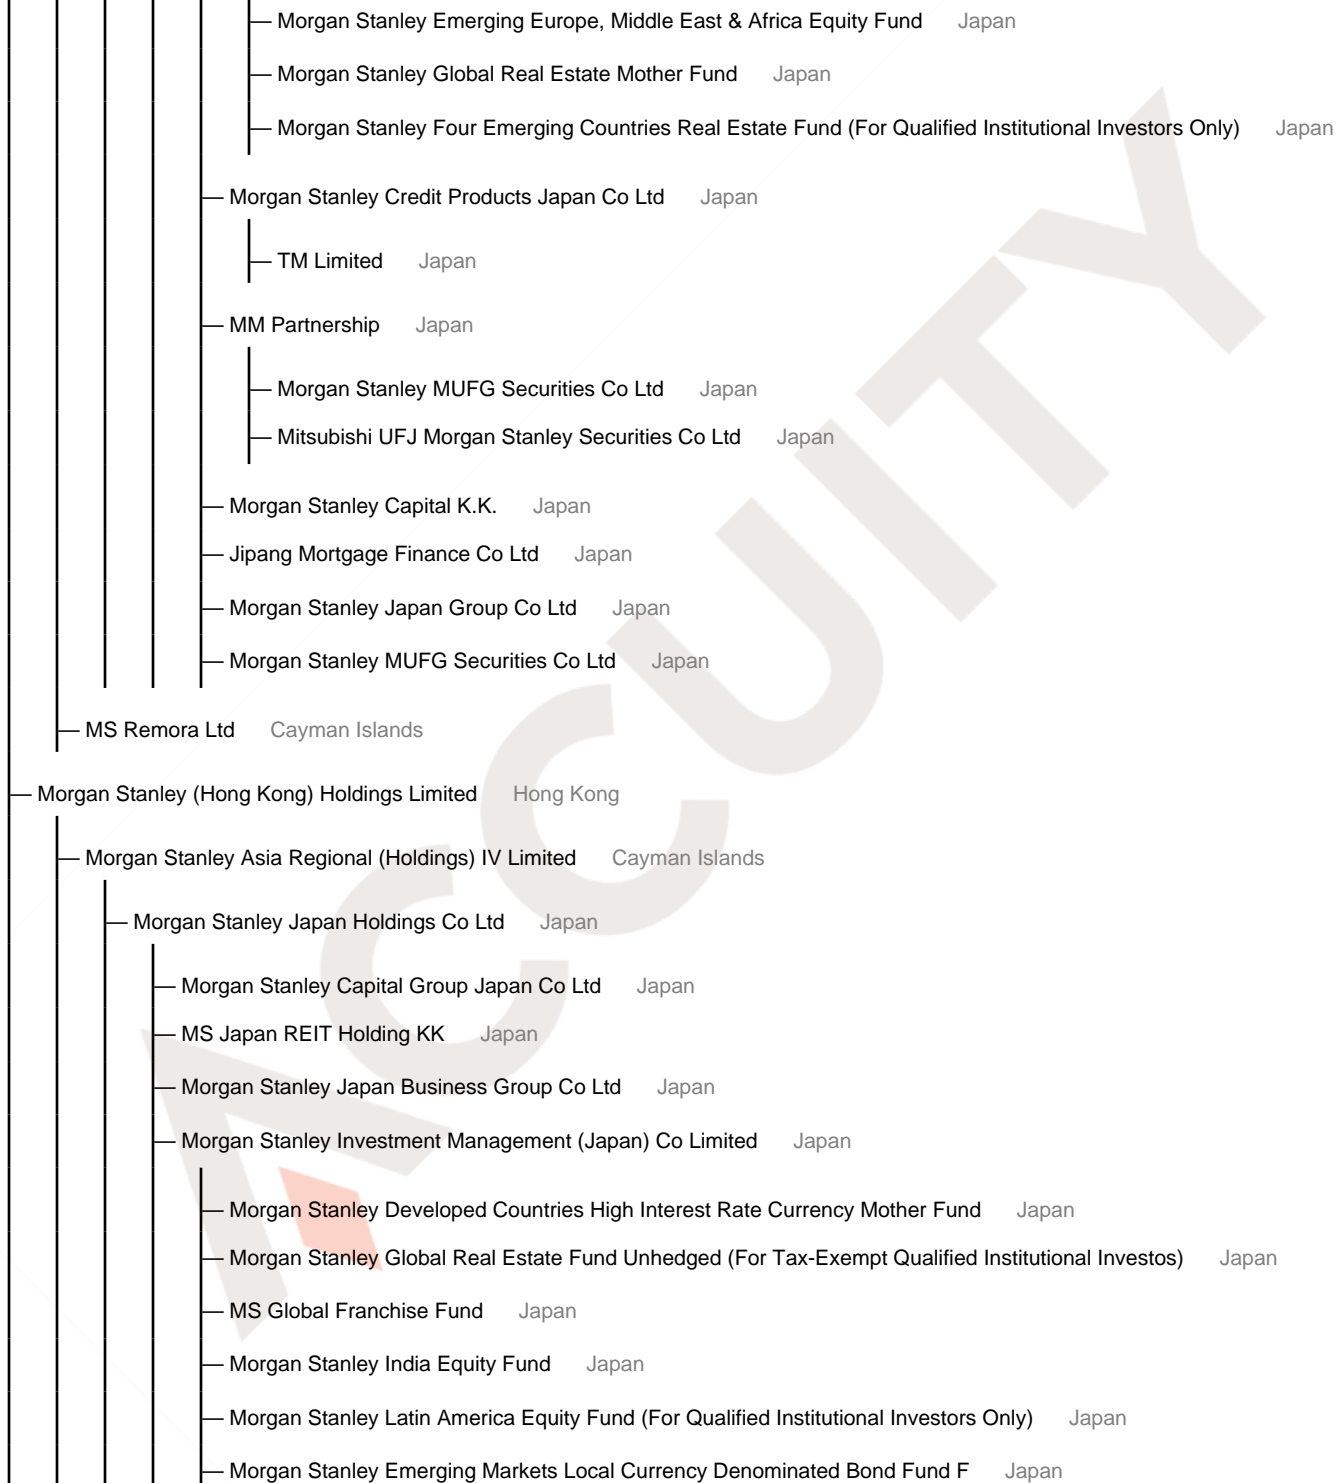 Morgan Stanley Emerging Europe, Middle East & Africa Equity Fund Japan
Morgan Stanley Global Real Estate Mother Fund Japan
Morgan Stanley Four Emerging Countries Real Estate Fund (For Qualified Institutional Investors Only) Japan
Morgan Stanley Credit Products Japan Co Ltd Japan
TM Limited Japan
MM Partnership Japan
Morgan Stanley MUFG Securities Co Ltd Japan
Mitsubishi UFJ Morgan Stanley Securities Co Ltd Japan
Morgan Stanley Capital K.K. Japan
Jipang Mortgage Finance Co Ltd Japan
Morgan Stanley Japan Group Co Ltd Japan
Morgan Stanley MUFG Securities Co Ltd Japan
MS Remora Ltd Cayman Islands
Morgan Stanley (Hong Kong) Holdings Limited Hong Kong
Morgan Stanley Asia Regional (Holdings) IV Limited Cayman Islands
Morgan Stanley Japan Holdings Co Ltd Japan
Morgan Stanley Capital Group Japan Co Ltd Japan
MS Japan REIT Holding KK Japan
Morgan Stanley Japan Business Group Co Ltd Japan
Morgan Stanley Investment Management (Japan) Co Limited Japan
Morgan Stanley Developed Countries High Interest Rate Currency Mother Fund Japan
Morgan Stanley Global Real Estate Fund Unhedged (For Tax-Exempt Qualified Institutional Investos) Japan
MS Global Franchise Fund Japan
Morgan Stanley India Equity Fund Japan
Morgan Stanley Latin America Equity Fund (For Qualified Institutional Investors Only) Japan
Morgan Stanley Emerging Markets Local Currency Denominated Bond Fund F Japan
ACCUITY